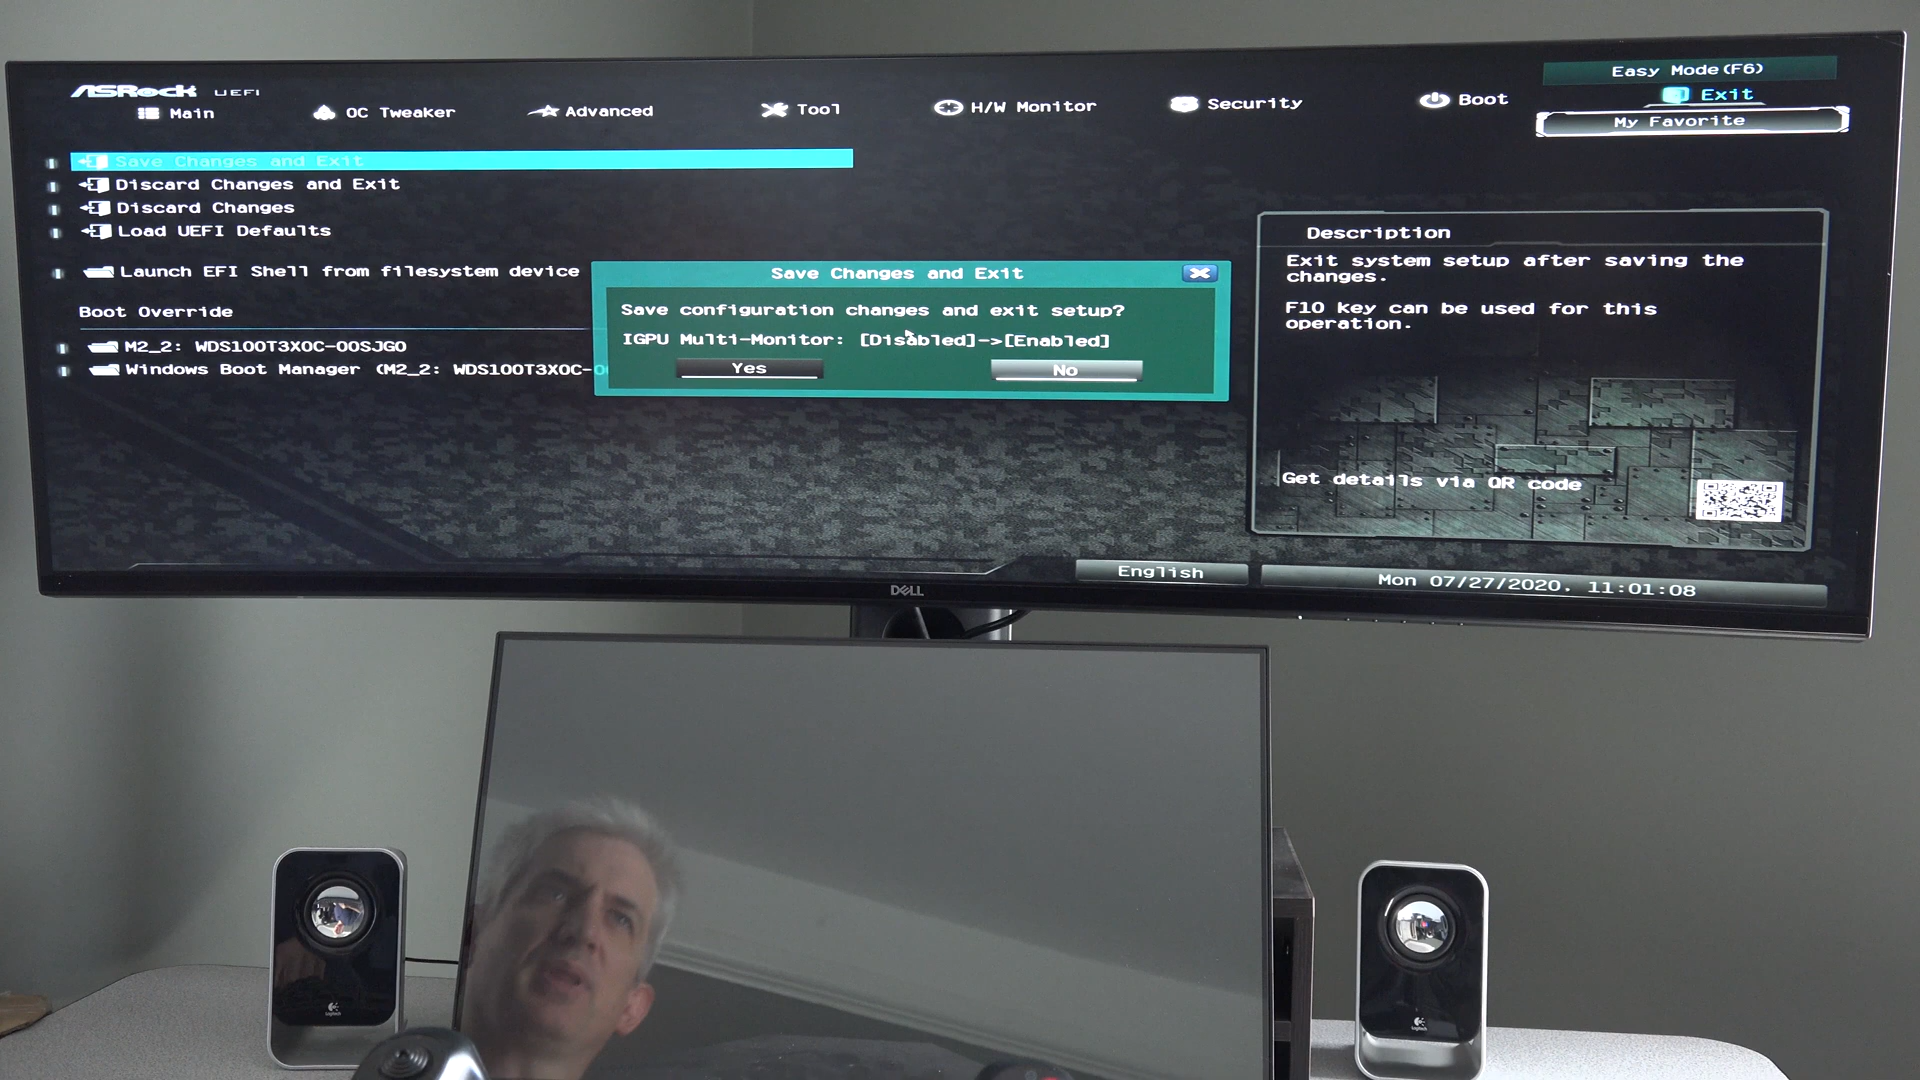 ASRock UEFI
Easy Mode(F6)
Main
OC Tweaker
Advanced
Tool
H/W Monitor
Security
Boot
Exit
My Favorite
Save Changes and Exit
Discard Changes and Exit
Discard Changes
Load UEFI Defaults
Launch EFI Shell from filesystem device
Boot Override
M2_2: WDS100T3X0C-00SJG0
Windows Boot Manager (M2_2: WDS100T3X0C-0
Save Changes and Exit
Save configuration changes and exit setup?
IGPU Multi-Monitor: [Disabled]->[Enabled]
Yes
No
Description
Exit system setup after saving the
changes.
F10 key can be used for this
operation.
Get details via QR code
English
Mon 07/27/2020. 11:01:08
DELL
Logitech
Logitech